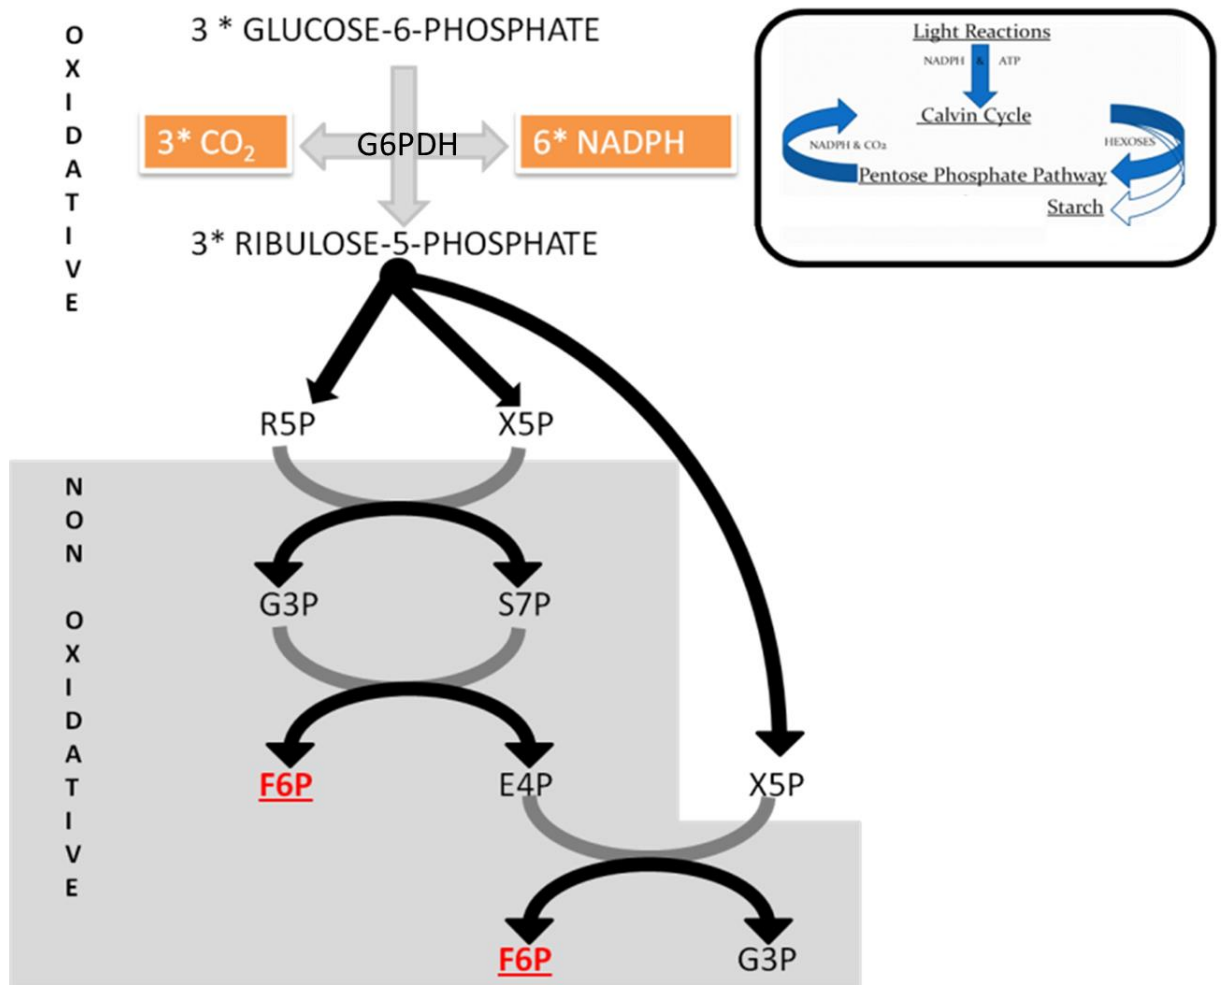 OXIDATIVE
3 * GLUCOSE-6-PHOSPHATE
3* CO₂
G6PDH
6* NADPH
3* RIBULOSE-5-PHOSPHATE
Light Reactions
NADPH & ATP
Calvin Cycle
NADPH & CO₂
HEXOSES
Pentose Phosphate Pathway
Starch
R5P X5P
NON OXIDATIVE
G3P S7P
F6P E4P X5P
F6P G3P